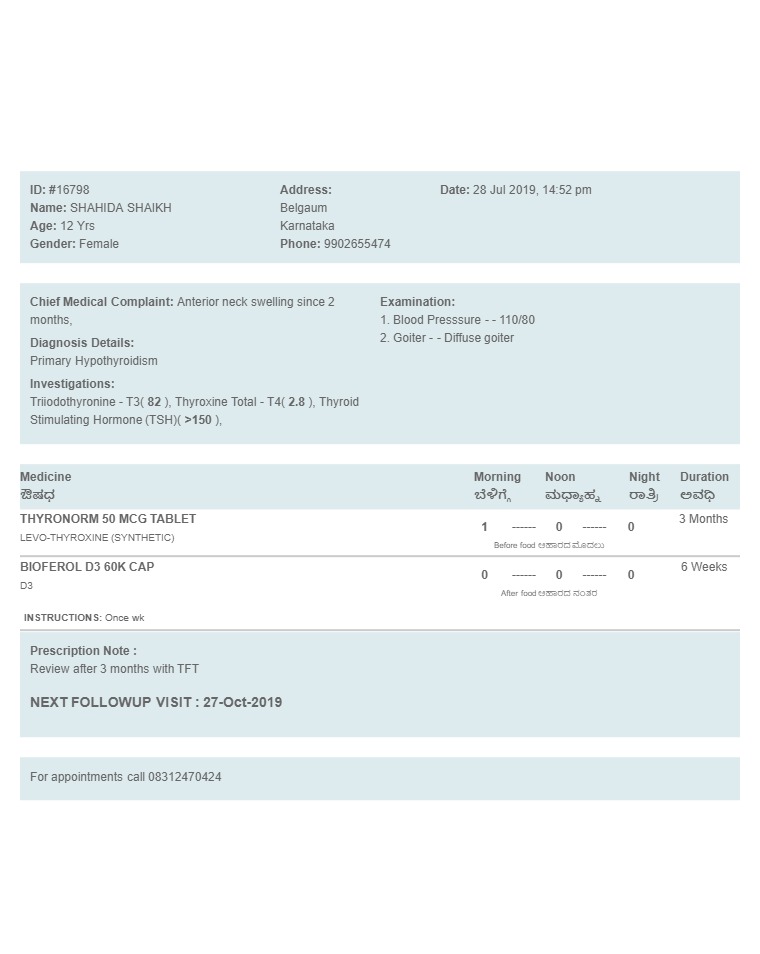 ID: #16798
Name: SHAHIDA SHAIKH
Age: 12 Yrs
Gender: Female
Address:
Belgaum
Karnataka
Phone: 9902655474
Date: 28 Jul 2019, 14:52 pm
Chief Medical Complaint: Anterior neck swelling since 2
months,
Diagnosis Details:
Primary Hypothyroidism
Investigations:
Triiodothyronine - T3( 82 ), Thyroxine Total - T4( 2.8 ), Thyroid
Stimulating Hormone (TSH)( >150 ),
Examination:
1. Blood Presssure - - 110/80
2. Goiter - - Diffuse goiter
Medicine Morning Noon Night Duration
ಔಷಧ ಬೆಳಿಗ್ಗೆ ಮಧ್ಯಾಹ್ನ ರಾತ್ರಿ ಅವಧಿ
THYRONORM 50 MCG TABLET 3 Months
1 ------ 0 ------ 0
LEVO-THYROXINE (SYNTHETIC)
Before food ಆಹಾರದ ಮೊದಲು
BIOFEROL D3 60K CAP 6 Weeks
0 ------ 0 ------ 0
D3
After food ಆಹಾರದ ನಂತರ
INSTRUCTIONS: Once wk
Prescription Note :
Review after 3 months with TFT
NEXT FOLLOWUP VISIT : 27-Oct-2019
For appointments call 08312470424